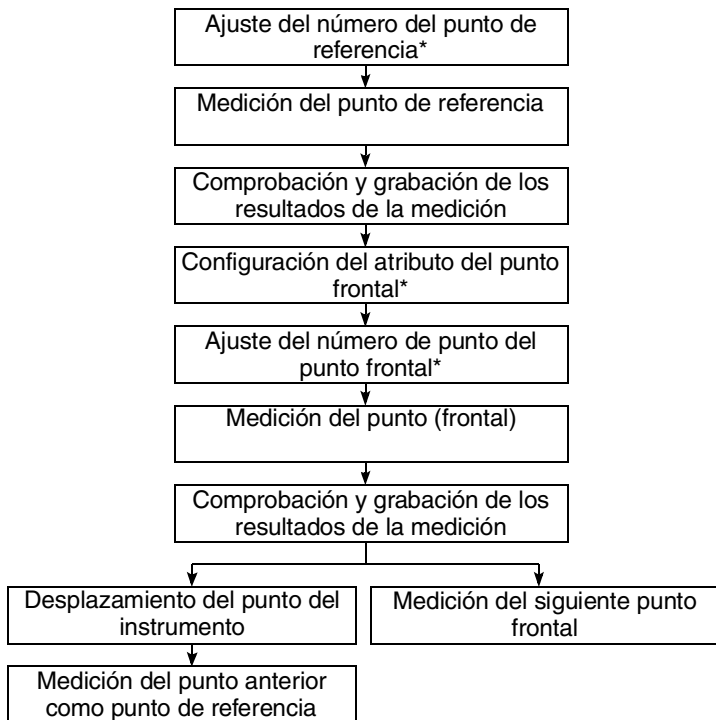 Ajuste del número del punto de
referencia*
Medición del punto de referencia
Comprobación y grabación de los
resultados de la medición
Configuración del atributo del punto
frontal*
Ajuste del número de punto del
punto frontal*
Medición del punto (frontal)
Comprobación y grabación de los
resultados de la medición
Desplazamiento del punto del
instrumento
Medición del siguiente punto
frontal
Medición del punto anterior
como punto de referencia